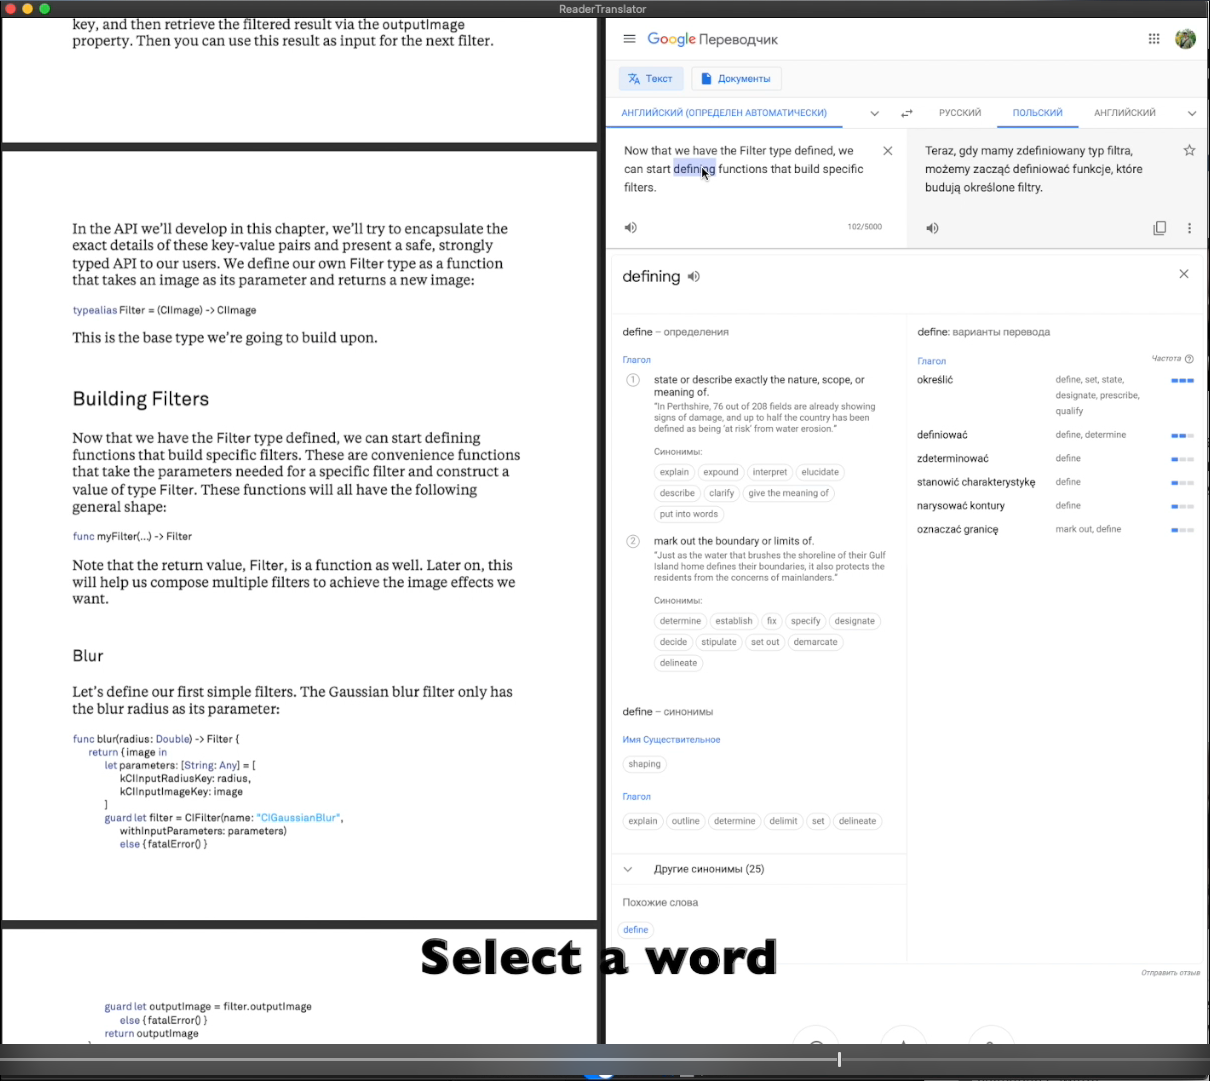 ReaderTranslator
key, and then retrieve the filtered result via the outputImage
property. Then you can use this result as input for the next filter.
In the API we’ll develop in this chapter, we’ll try to encapsulate the
exact details of these key-value pairs and present a safe, strongly
typed API to our users. We define our own Filter type as a function
that takes an image as its parameter and returns a new image:
typealias Filter = (CIImage) -> CIImage
This is the base type we’re going to build upon.
Building Filters
Now that we have the Filter type defined, we can start defining
functions that build specific filters. These are convenience functions
that take the parameters needed for a specific filter and construct a
value of type Filter. These functions will all have the following
general shape:
func myFilter(...) -> Filter
Note that the return value, Filter, is a function as well. Later on, this
will help us compose multiple filters to achieve the image effects we
want.
Blur
Let’s define our first simple filters. The Gaussian blur filter only has
the blur radius as its parameter:
func blur(radius: Double) -> Filter {
return { image in
let parameters: [String: Any] = [
kCIInputRadiusKey: radius,
kCIInputImageKey: image
]
guard let filter = CIFilter(name: "CIGaussianBlur",
withInputParameters: parameters)
else { fatalError() }
guard let outputImage = filter.outputImage
else { fatalError() }
return outputImage
Google Переводчик
Текст
Документы
АНГЛИЙСКИЙ (ОПРЕДЕЛЕН АВТОМАТИЧЕСКИ)
РУССКИЙ
ПОЛЬСКИЙ
АНГЛИЙСКИЙ
Now that we have the Filter type defined, we
can start defining functions that build specific
filters.
102/5000
Teraz, gdy mamy zdefiniowany typ filtra,
możemy zacząć definiować funkcje, które
budują określone filtry.
defining
define – определения
Глагол
1 state or describe exactly the nature, scope, or
meaning of.
"In Perthshire, 76 out of 208 fields are already showing
signs of damage, and up to half the country has been
defined as being ‘at risk’ from water erosion."
Синонимы:
explain expound interpret elucidate
describe clarify give the meaning of
put into words
2 mark out the boundary or limits of.
"Just as the water that brushes the shoreline of their Gulf
Island home defines their boundaries, it also protects the
residents from the concerns of mainlanders."
Синонимы:
determine establish fix specify designate
decide stipulate set out demarcate
delineate
define – синонимы
Имя Существительное
shaping
Глагол
explain outline determine delimit set delineate
Другие синонимы (25)
Похожие слова
define
define: варианты перевода
Глагол Частота
określić define, set, state,
designate, prescribe,
qualify
definiować define, determine
zdeterminować define
stanowić charakterystykę define
narysować kontury define
oznaczać granicę mark out, define
Отправить отзыв
Select a word